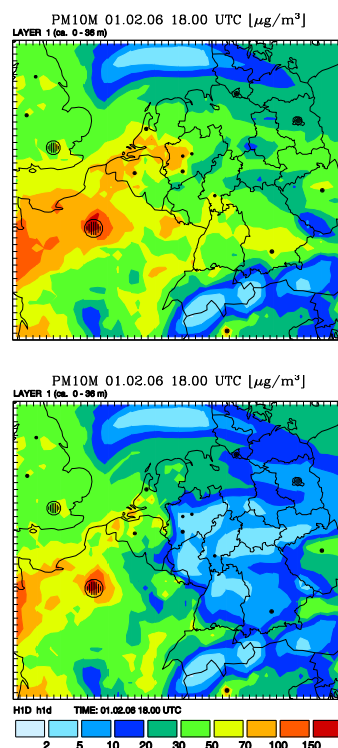 PM10M 01.02.06 18.00 UTC [μg/m³]
LAYER 1 (ca. 0 - 36 m)
PM10M 01.02.06 18.00 UTC [μg/m³]
LAYER 1 (ca. 0 - 36 m)
H1D h1d TIME: 01.02.06 18.00 UTC
2 5 10 20 30 50 70 100 150